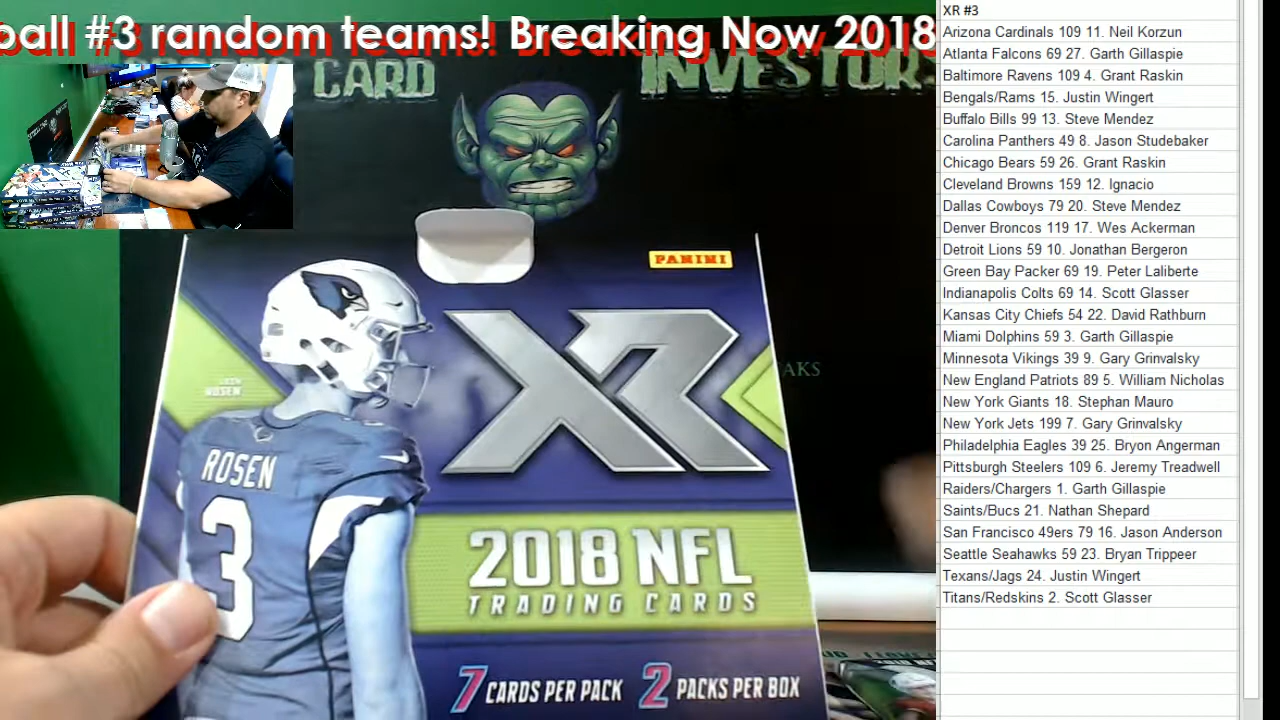 ball #3 random teams! Breaking Now 2018
CARD INVESTOR
PANINI
XR
ROSEN
ROSEN
3
AKS
2018 NFL
TRADING CARDS
7 CARDS PER PACK 2 PACKS PER BOX
XR #3
Arizona Cardinals 109 11. Neil Korzun
Atlanta Falcons 69 27. Garth Gillaspie
Baltimore Ravens 109 4. Grant Raskin
Bengals/Rams 15. Justin Wingert
Buffalo Bills 99 13. Steve Mendez
Carolina Panthers 49 8. Jason Studebaker
Chicago Bears 59 26. Grant Raskin
Cleveland Browns 159 12. Ignacio
Dallas Cowboys 79 20. Steve Mendez
Denver Broncos 119 17. Wes Ackerman
Detroit Lions 59 10. Jonathan Bergeron
Green Bay Packer 69 19. Peter Laliberte
Indianapolis Colts 69 14. Scott Glasser
Kansas City Chiefs 54 22. David Rathburn
Miami Dolphins 59 3. Garth Gillaspie
Minnesota Vikings 39 9. Gary Grinvalsky
New England Patriots 89 5. William Nicholas
New York Giants 18. Stephan Mauro
New York Jets 199 7. Gary Grinvalsky
Philadelphia Eagles 39 25. Bryon Angerman
Pittsburgh Steelers 109 6. Jeremy Treadwell
Raiders/Chargers 1. Garth Gillaspie
Saints/Bucs 21. Nathan Shepard
San Francisco 49ers 79 16. Jason Anderson
Seattle Seahawks 59 23. Bryan Trippeer
Texans/Jags 24. Justin Wingert
Titans/Redskins 2. Scott Glasser